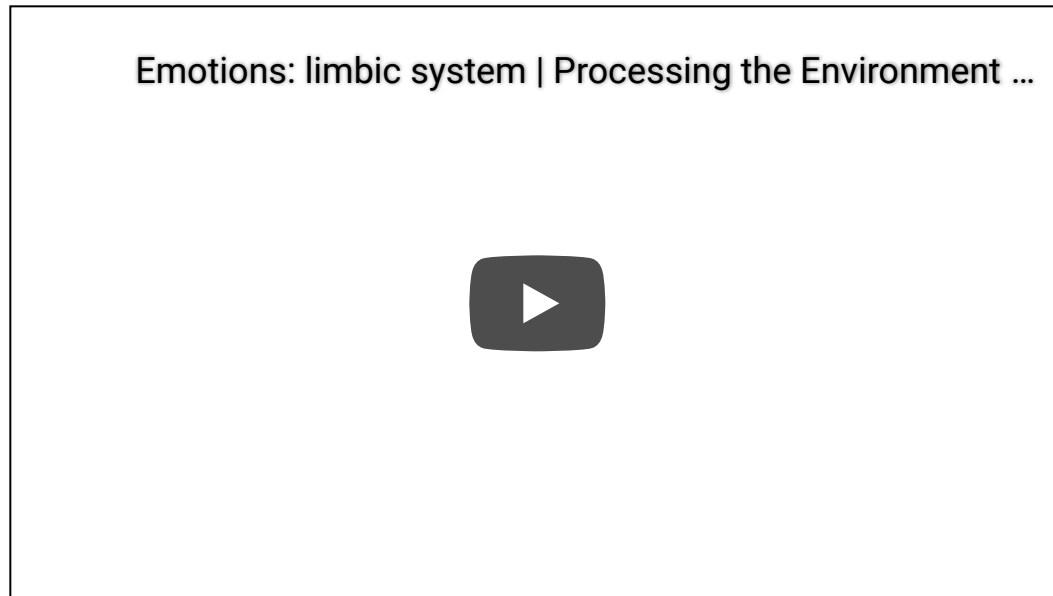 Emotions: limbic system | Processing the Environment ...